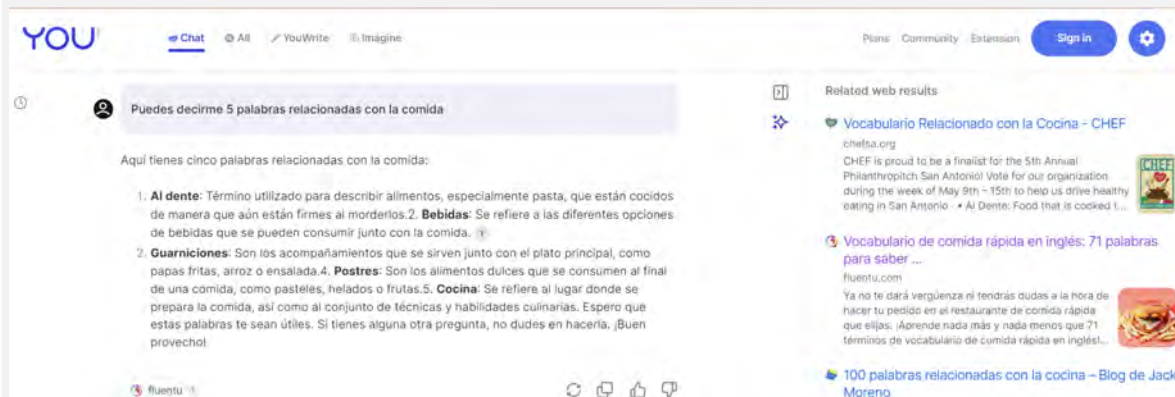 YOU
Chat
All
YouWrite
Imagine
Plans
Community
Extension
Sign in
Puedes decirme 5 palabras relacionadas con la comida
Aquí tienes cinco palabras relacionadas con la comida:
1. Al dente: Término utilizado para describir alimentos, especialmente pasta, que están cocidos
de manera que aún están firmes al morderlos.2. Bebidas: Se refiere a las diferentes opciones
de bebidas que se pueden consumir junto con la comida. 1
2. Guarniciones: Son los acompañamientos que se sirven junto con el plato principal, como
papas fritas, arroz o ensalada.4. Postres: Son los alimentos dulces que se consumen al final
de una comida, como pasteles, helados o frutas.5. Cocina: Se refiere al lugar donde se
prepara la comida, así como al conjunto de técnicas y habilidades culinarias. Espero que
estas palabras te sean útiles. Si tienes alguna otra pregunta, no dudes en hacerla. ¡Buen
provecho!
fluentu 1
Related web results
Vocabulario Relacionado con la Cocina - CHEF
chefsa.org
CHEF is proud to be a finalist for the 5th Annual
Philanthropitch San Antonio! Vote for our organization
during the week of May 9th – 15th to help us drive healthy
eating in San Antonio · • Al Dente: Food that is cooked t...
CHEF
Vocabulario de comida rápida en inglés: 71 palabras
para saber ...
fluentu.com
Ya no te dará vergüenza ni tendrás dudas a la hora de
hacer tu pedido en el restaurante de comida rápida
que elijas. ¡Aprende nada más y nada menos que 71
términos de vocabulario de comida rápida en inglés!...
100 palabras relacionadas con la cocina – Blog de Jack
Moreno